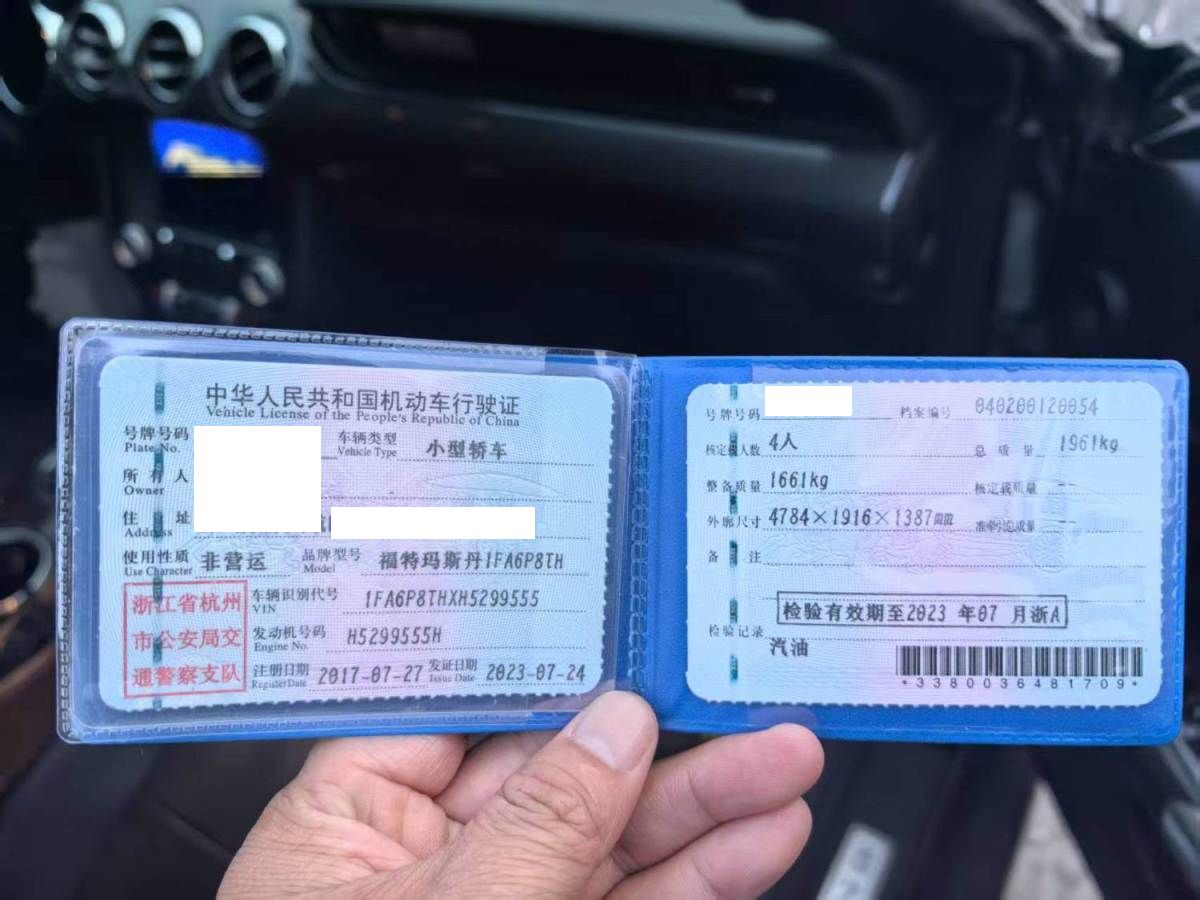 中华人民共和国机动车行驶证
Vehicle License of the People's Republic of China
号牌号码 车辆类型 小型轿车
Plate No. Vehicle Type
所有人
Owner
住址
Address
使用性质 非营运 品牌型号 福特玛斯丹1FA6P8TH
Use Character Model
浙江省杭州
市公安局交
通警察支队
车辆识别代号 1FA6P8THXH5299555
VIN
发动机号码 H5299555H
Engine No.
注册日期 2017-07-27 发证日期 2023-07-24
Register Date Issue Date
号牌号码 档案编号 040200120054
核定载人数 4人 总质量 1961kg
整备质量 1661kg 核定载质量 --
外廓尺寸 4784×1916×1387mm 准牵引总质量 --
备注
检验有效期至2023 年07 月浙A
检验记录
汽油
*3380036481709*